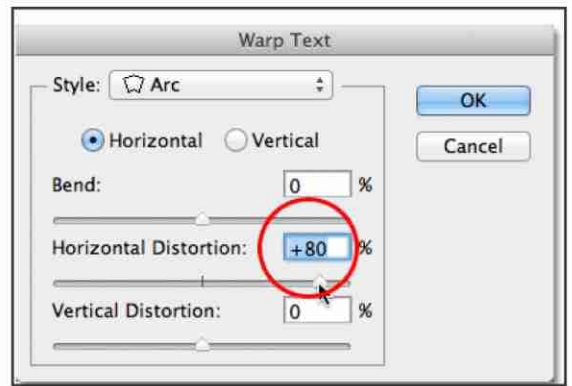 Warp Text
Style: Arc
OK
Horizontal Vertical
Cancel
Bend: 0 %
Horizontal Distortion: +80 %
Vertical Distortion: 0 %